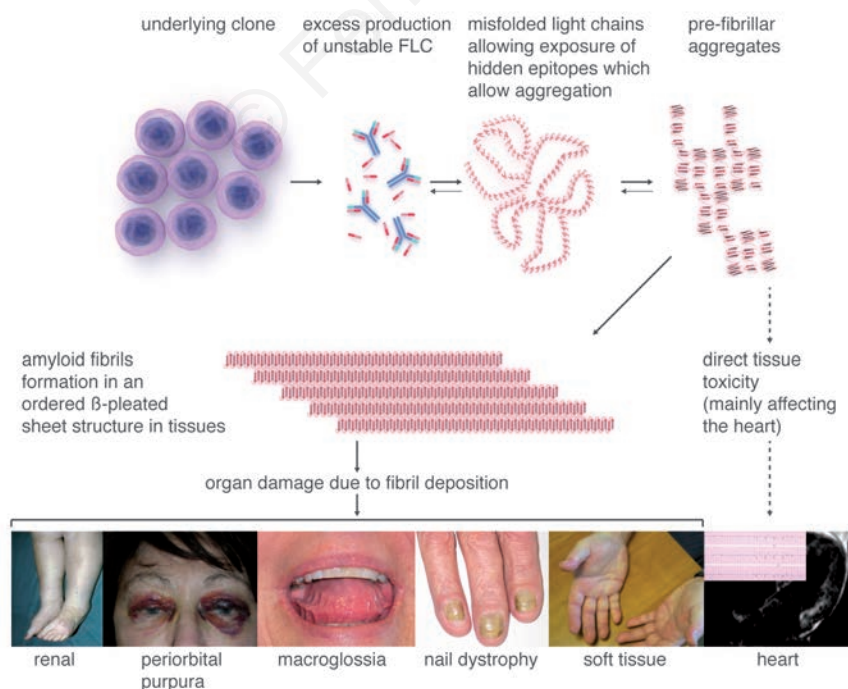 underlying clone
excess production
of unstable FLC
misfolded light chains
allowing exposure of
hidden epitopes which
allow aggregation
pre-fibrillar
aggregates
amyloid fibrils
formation in an
ordered ß-pleated
sheet structure in tissues
direct tissue
toxicity
(mainly affecting
the heart)
organ damage due to fibril deposition
renal
periorbital
purpura
macroglossia
nail dystrophy
soft tissue
heart